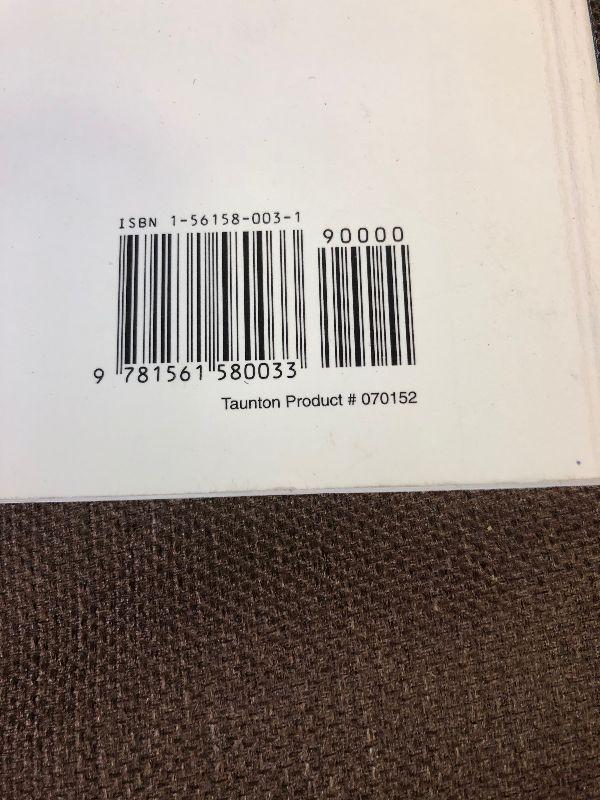 ISBN 1-56158-003-1
90000
9 781561 580033
Taunton Product # 070152